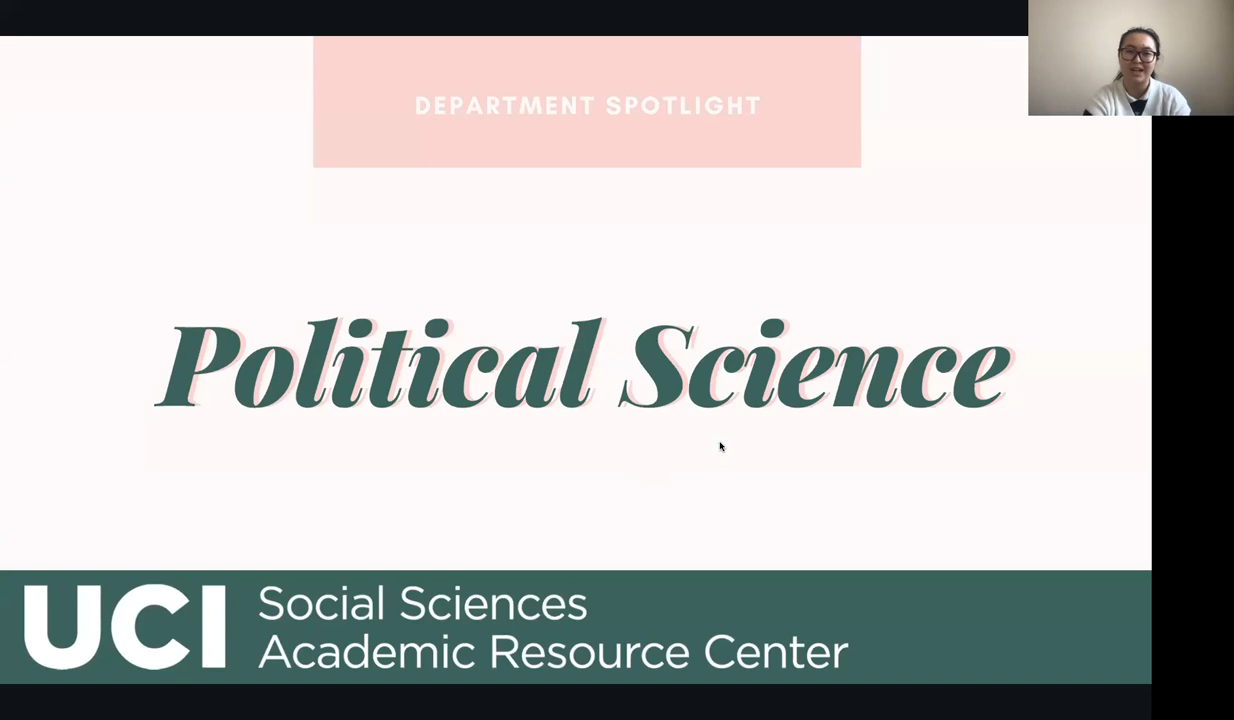 DEPARTMENT SPOTLIGHT
Political Science
UCI
Social Sciences
Academic Resource Center